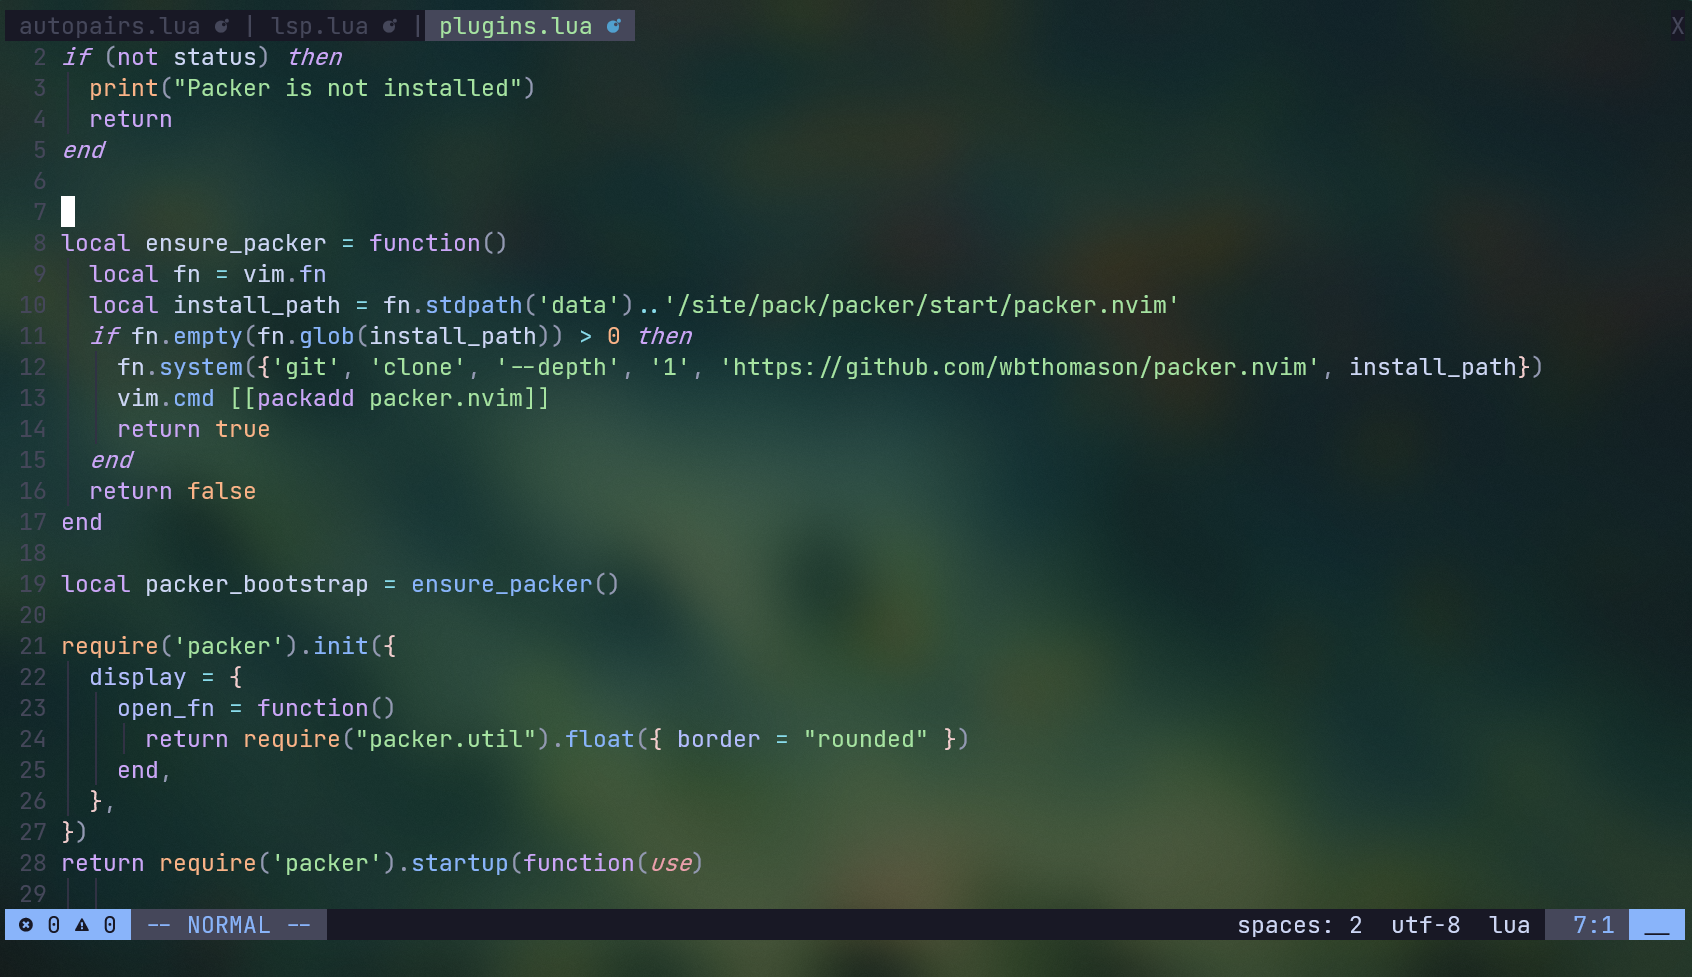 autopairs.lua | lsp.lua | plugins.lua X
2 if (not status) then
3   print("Packer is not installed")
4   return
5 end
6
7
8 local ensure_packer = function()
9   local fn = vim.fn
10   local install_path = fn.stdpath('data')..'/site/pack/packer/start/packer.nvim'
11   if fn.empty(fn.glob(install_path)) > 0 then
12     fn.system({'git', 'clone', '--depth', '1', 'https://github.com/wbthomason/packer.nvim', install_path})
13     vim.cmd [[packadd packer.nvim]]
14     return true
15   end
16   return false
17 end
18
19 local packer_bootstrap = ensure_packer()
20
21 require('packer').init({
22   display = {
23     open_fn = function()
24       return require("packer.util").float({ border = "rounded" })
25     end,
26   },
27 })
28 return require('packer').startup(function(use)
29
0 0 -- NORMAL -- spaces: 2 utf-8 lua 7:1 __